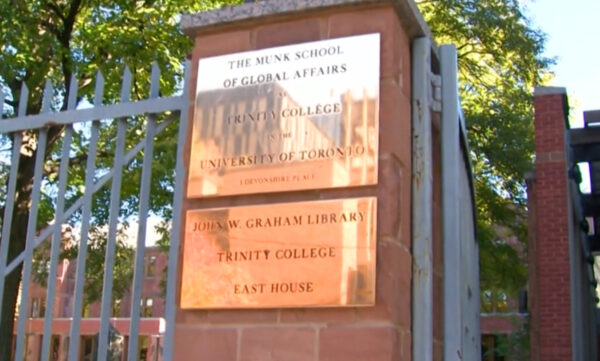 THE MUNK SCHOOL
OF GLOBAL AFFAIRS
AT
TRINITY COLLEGE
IN THE
UNIVERSITY OF TORONTO
1 DEVONSHIRE PLACE
JOHN W. GRAHAM LIBRARY
TRINITY COLLEGE
EAST HOUSE